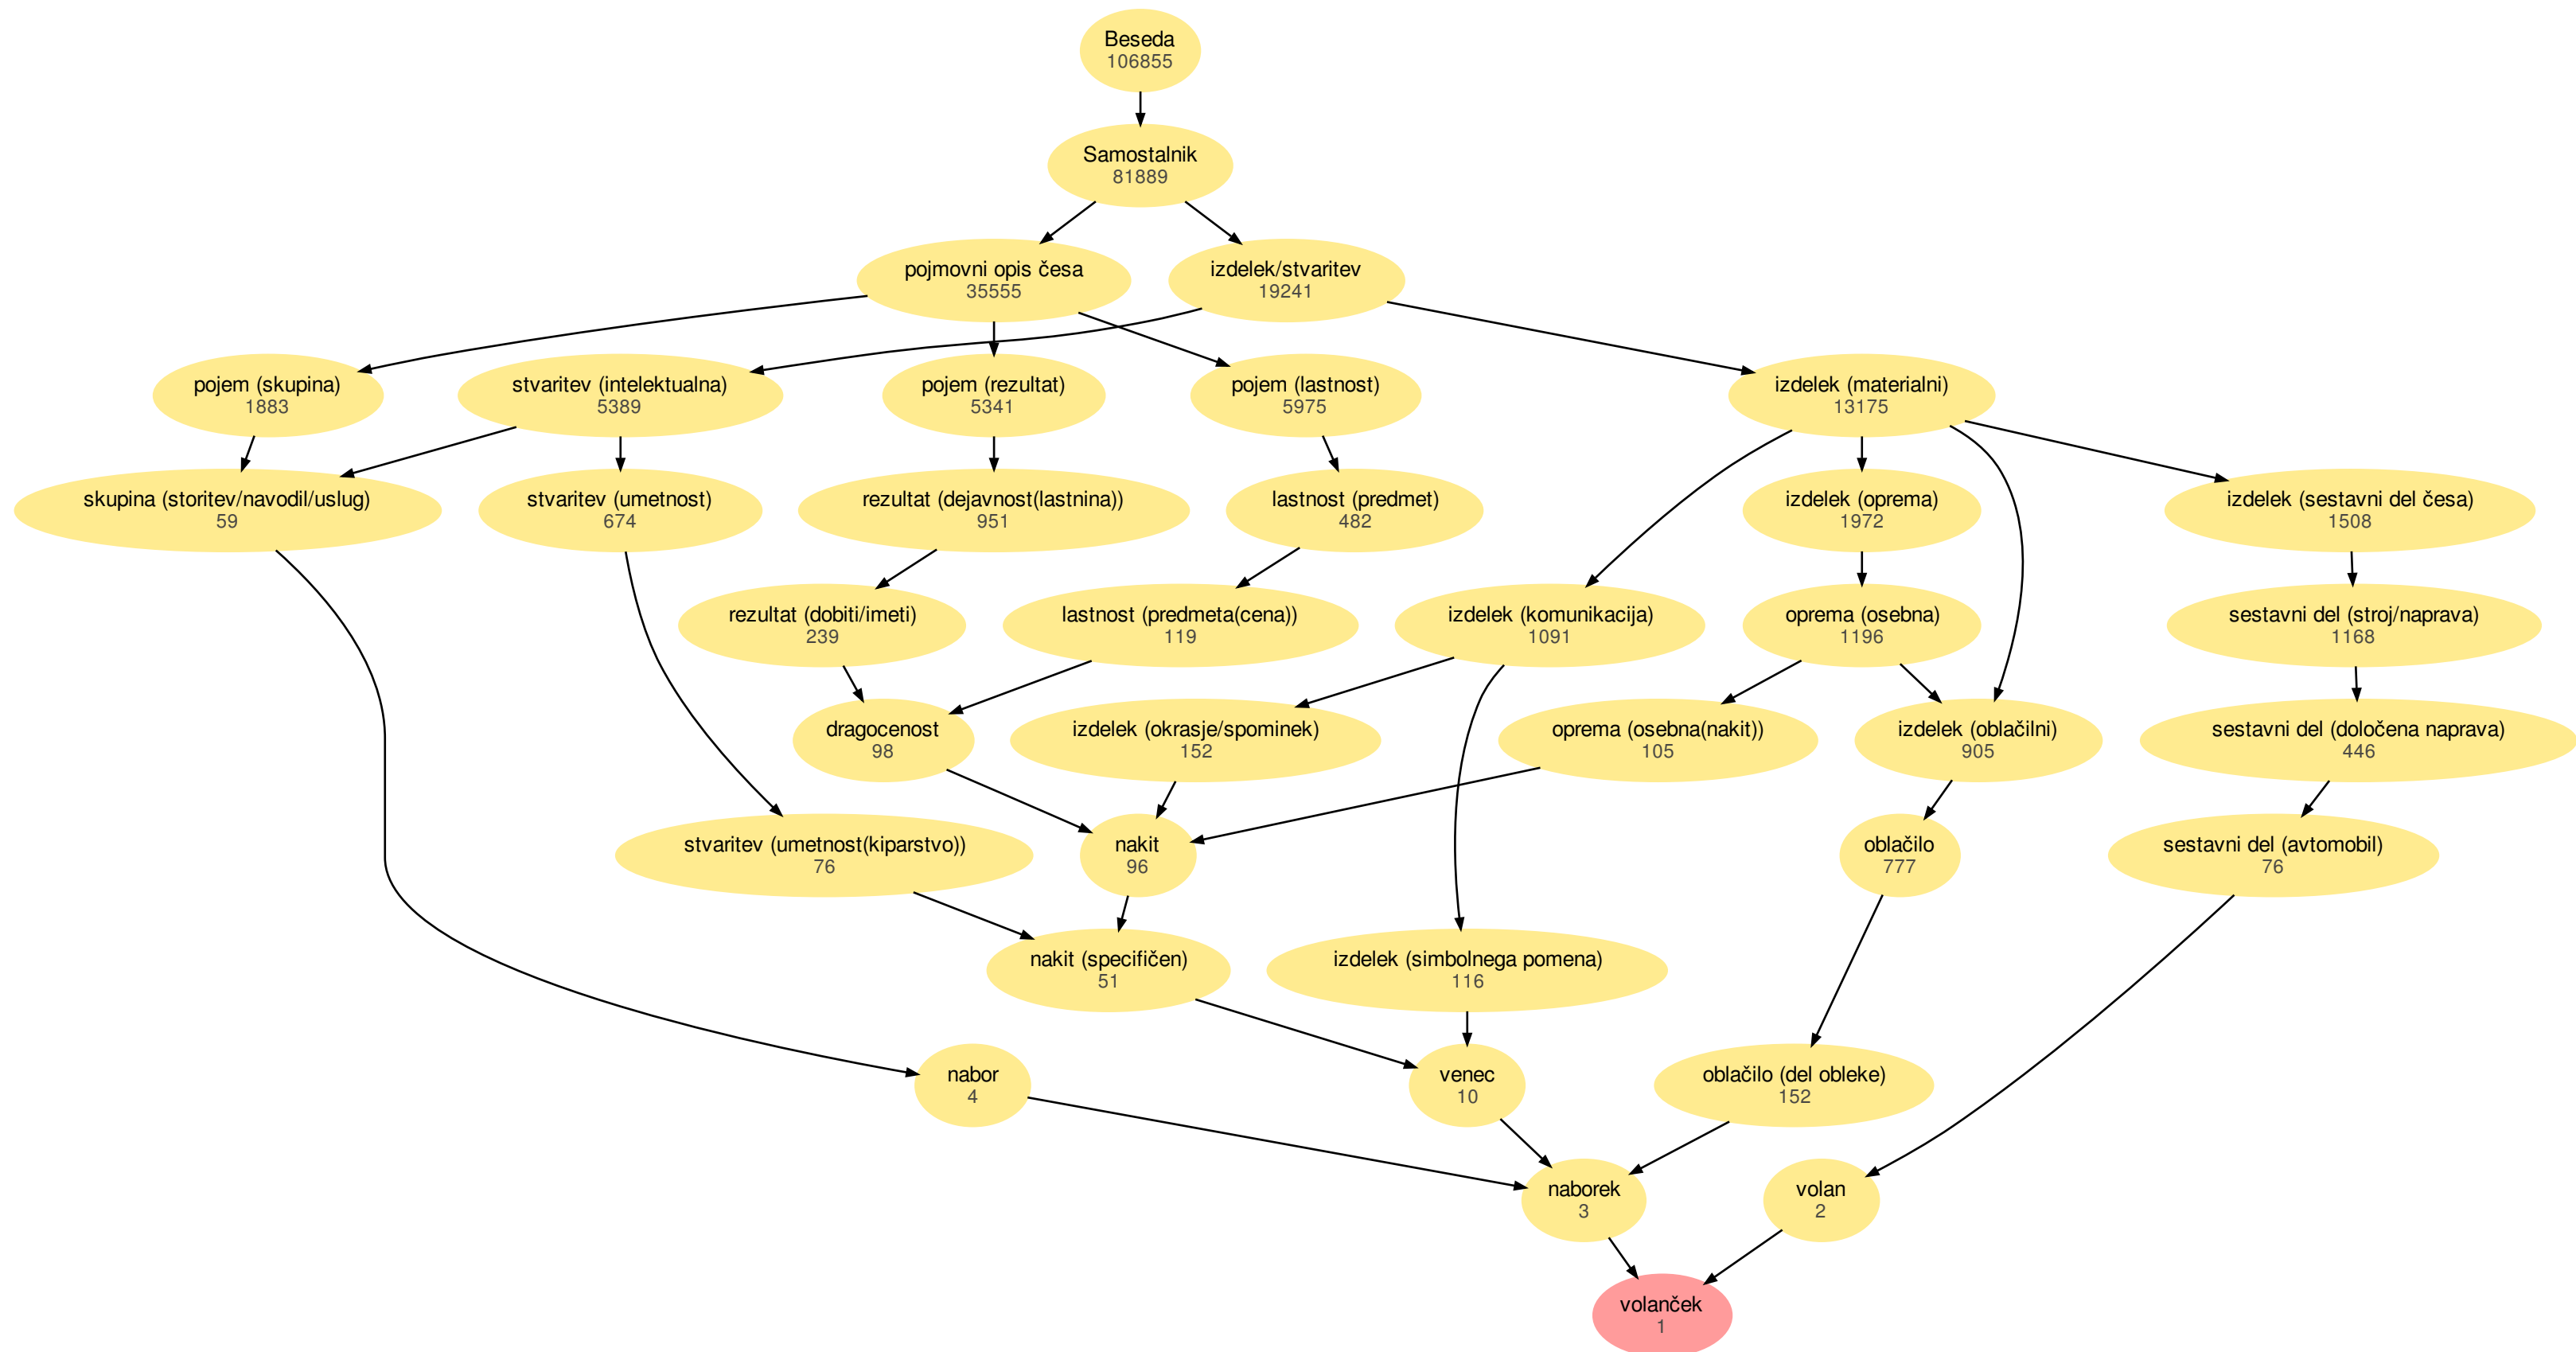 Beseda
106855
Samostalnik
81889
pojmovni opis česa
35555
izdelek/stvaritev
19241
pojem (skupina)
1883
stvaritev (intelektualna)
5389
pojem (rezultat)
5341
pojem (lastnost)
5975
izdelek (materialni)
13175
skupina (storitev/navodil/uslug)
59
stvaritev (umetnost)
674
rezultat (dejavnost(lastnina))
951
lastnost (predmet)
482
izdelek (oprema)
1972
izdelek (sestavni del česa)
1508
rezultat (dobiti/imeti)
239
lastnost (predmeta(cena))
119
izdelek (komunikacija)
1091
oprema (osebna)
1196
sestavni del (stroj/naprava)
1168
dragocenost
98
izdelek (okrasje/spominek)
152
oprema (osebna(nakit))
105
izdelek (oblačilni)
905
sestavni del (določena naprava)
446
stvaritev (umetnost(kiparstvo))
76
nakit
96
oblačilo
777
sestavni del (avtomobil)
76
nakit (specifičen)
51
izdelek (simbolnega pomena)
116
nabor
4
venec
10
oblačilo (del obleke)
152
naborek
3
volan
2
volanček
1